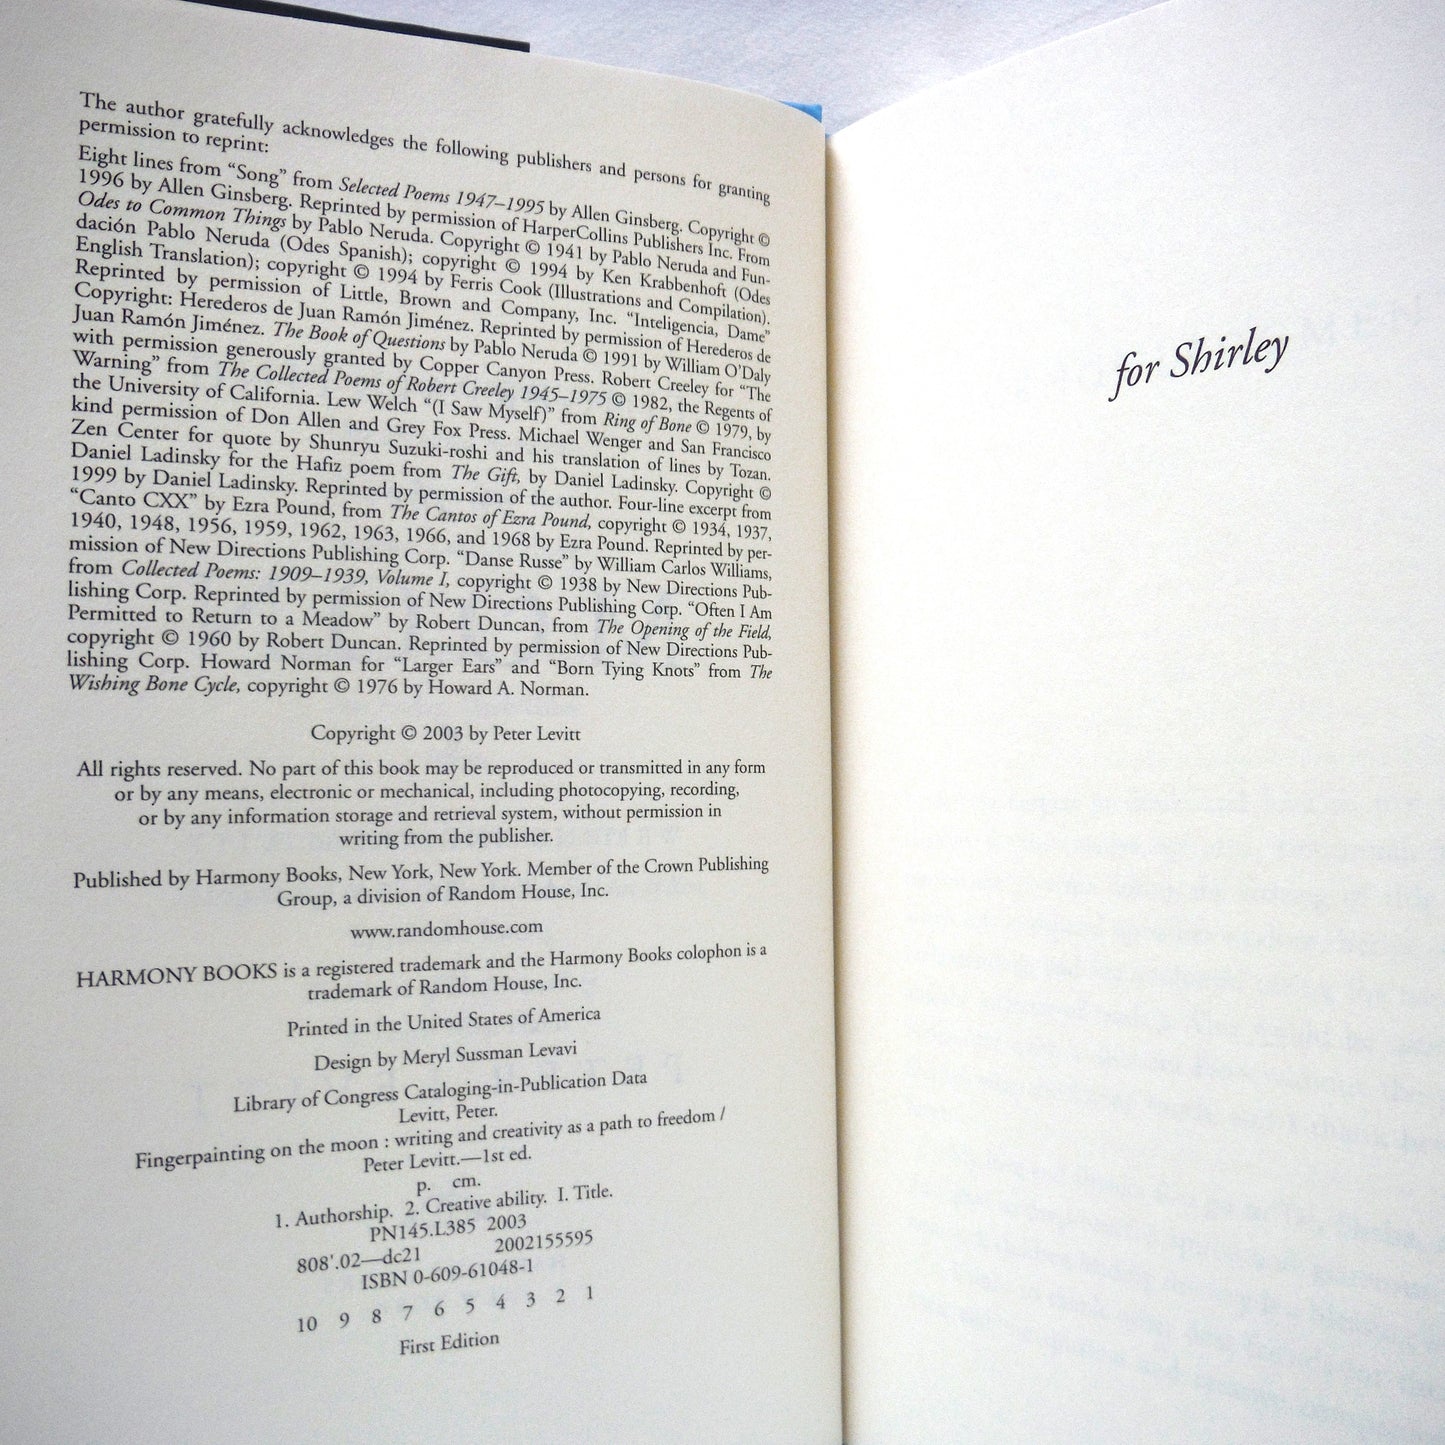 The author gratefully acknowledges the following publishers and persons for granting
permission to reprint:
Eight lines from “Song” from Selected Poems 1947–1995 by Allen Ginsberg. Copyright ©
1996 by Allen Ginsberg. Reprinted by permission of HarperCollins Publishers Inc. From
Odes to Common Things by Pablo Neruda. Copyright © 1941 by Pablo Neruda and Fun-
dación Pablo Neruda (Odes Spanish); copyright © 1994 by Ken Krabbenhoft (Odes
English Translation); copyright © 1994 by Ferris Cook (Illustrations and Compilation).
Reprinted by permission of Little, Brown and Company, Inc. “Inteligencia, Dame”
Copyright: Herederos de Juan Ramón Jiménez. Reprinted by permission of Herederos de
Juan Ramón Jiménez. The Book of Questions by Pablo Neruda © 1991 by William O’Daly
with permission generously granted by Copper Canyon Press. Robert Creeley for “The
Warning” from The Collected Poems of Robert Creeley 1945–1975 © 1982, the Regents of
the University of California. Lew Welch “(I Saw Myself)” from Ring of Bone © 1979, by
kind permission of Don Allen and Grey Fox Press. Michael Wenger and San Francisco
Zen Center for quote by Shunryu Suzuki-roshi and his translation of lines by Tozan.
Daniel Ladinsky for the Hafiz poem from The Gift, by Daniel Ladinsky. Copyright ©
1999 by Daniel Ladinsky. Reprinted by permission of the author. Four-line excerpt from
“Canto CXX” by Ezra Pound, from The Cantos of Ezra Pound, copyright © 1934, 1937,
1940, 1948, 1956, 1959, 1962, 1963, 1966, and 1968 by Ezra Pound. Reprinted by per-
mission of New Directions Publishing Corp. “Danse Russe” by William Carlos Williams,
from Collected Poems: 1909–1939, Volume I, copyright © 1938 by New Directions Pub-
lishing Corp. Reprinted by permission of New Directions Publishing Corp. “Often I Am
Permitted to Return to a Meadow” by Robert Duncan, from The Opening of the Field,
copyright © 1960 by Robert Duncan. Reprinted by permission of New Directions Pub-
lishing Corp. Howard Norman for “Larger Ears” and “Born Tying Knots” from The
Wishing Bone Cycle, copyright © 1976 by Howard A. Norman.
Copyright © 2003 by Peter Levitt
All rights reserved. No part of this book may be reproduced or transmitted in any form
or by any means, electronic or mechanical, including photocopying, recording,
or by any information storage and retrieval system, without permission in
writing from the publisher.
Published by Harmony Books, New York, New York. Member of the Crown Publishing
Group, a division of Random House, Inc.
www.randomhouse.com
HARMONY BOOKS is a registered trademark and the Harmony Books colophon is a
trademark of Random House, Inc.
Printed in the United States of America
Design by Meryl Sussman Levavi
Library of Congress Cataloging-in-Publication Data
Levitt, Peter.
Fingerpainting on the moon : writing and creativity as a path to freedom /
Peter Levitt.—1st ed.
p. cm.
1. Authorship. 2. Creative ability. I. Title.
PN145.L385 2003
808'.02—dc21 2002155595
ISBN 0-609-61048-1
10 9 8 7 6 5 4 3 2 1
First Edition
for Shirley